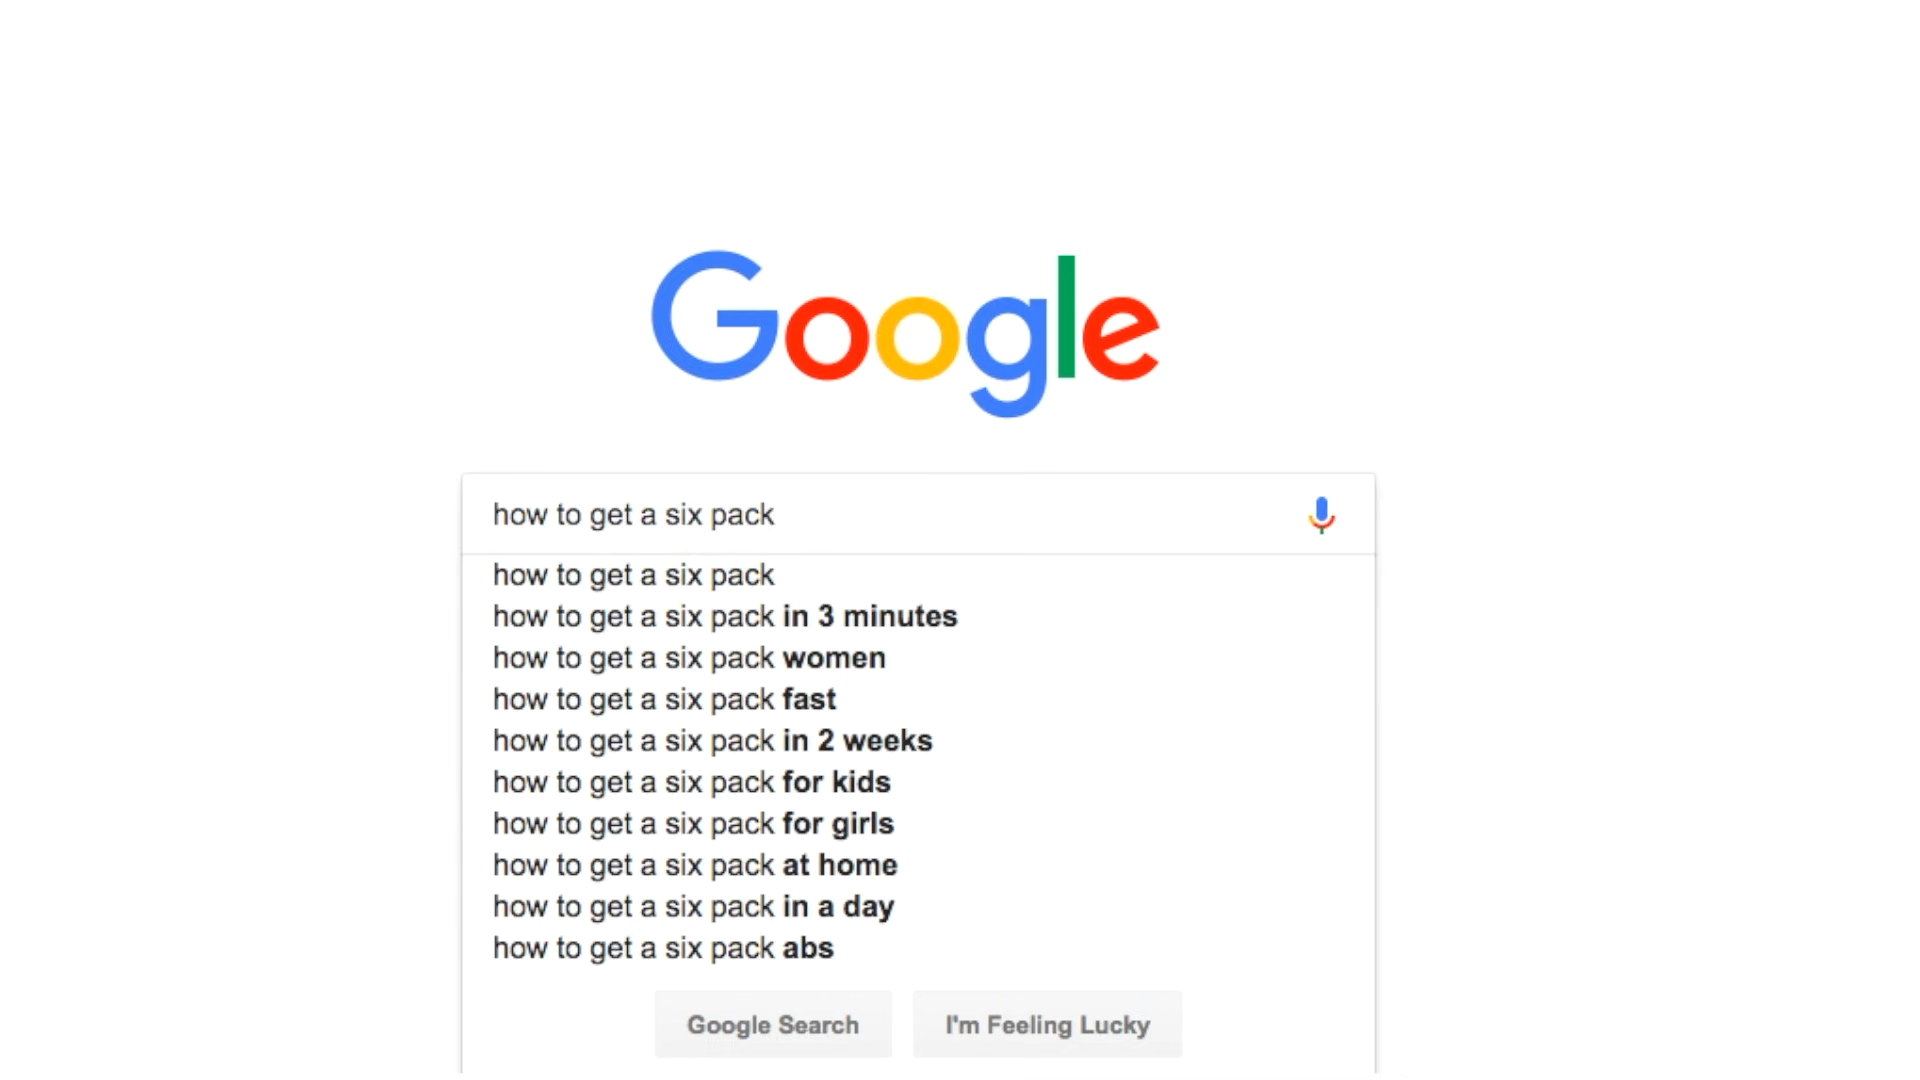 Google
how to get a six pack
how to get a six pack
how to get a six pack in 3 minutes
how to get a six pack women
how to get a six pack fast
how to get a six pack in 2 weeks
how to get a six pack for kids
how to get a six pack for girls
how to get a six pack at home
how to get a six pack in a day
how to get a six pack abs
Google Search I'm Feeling Lucky